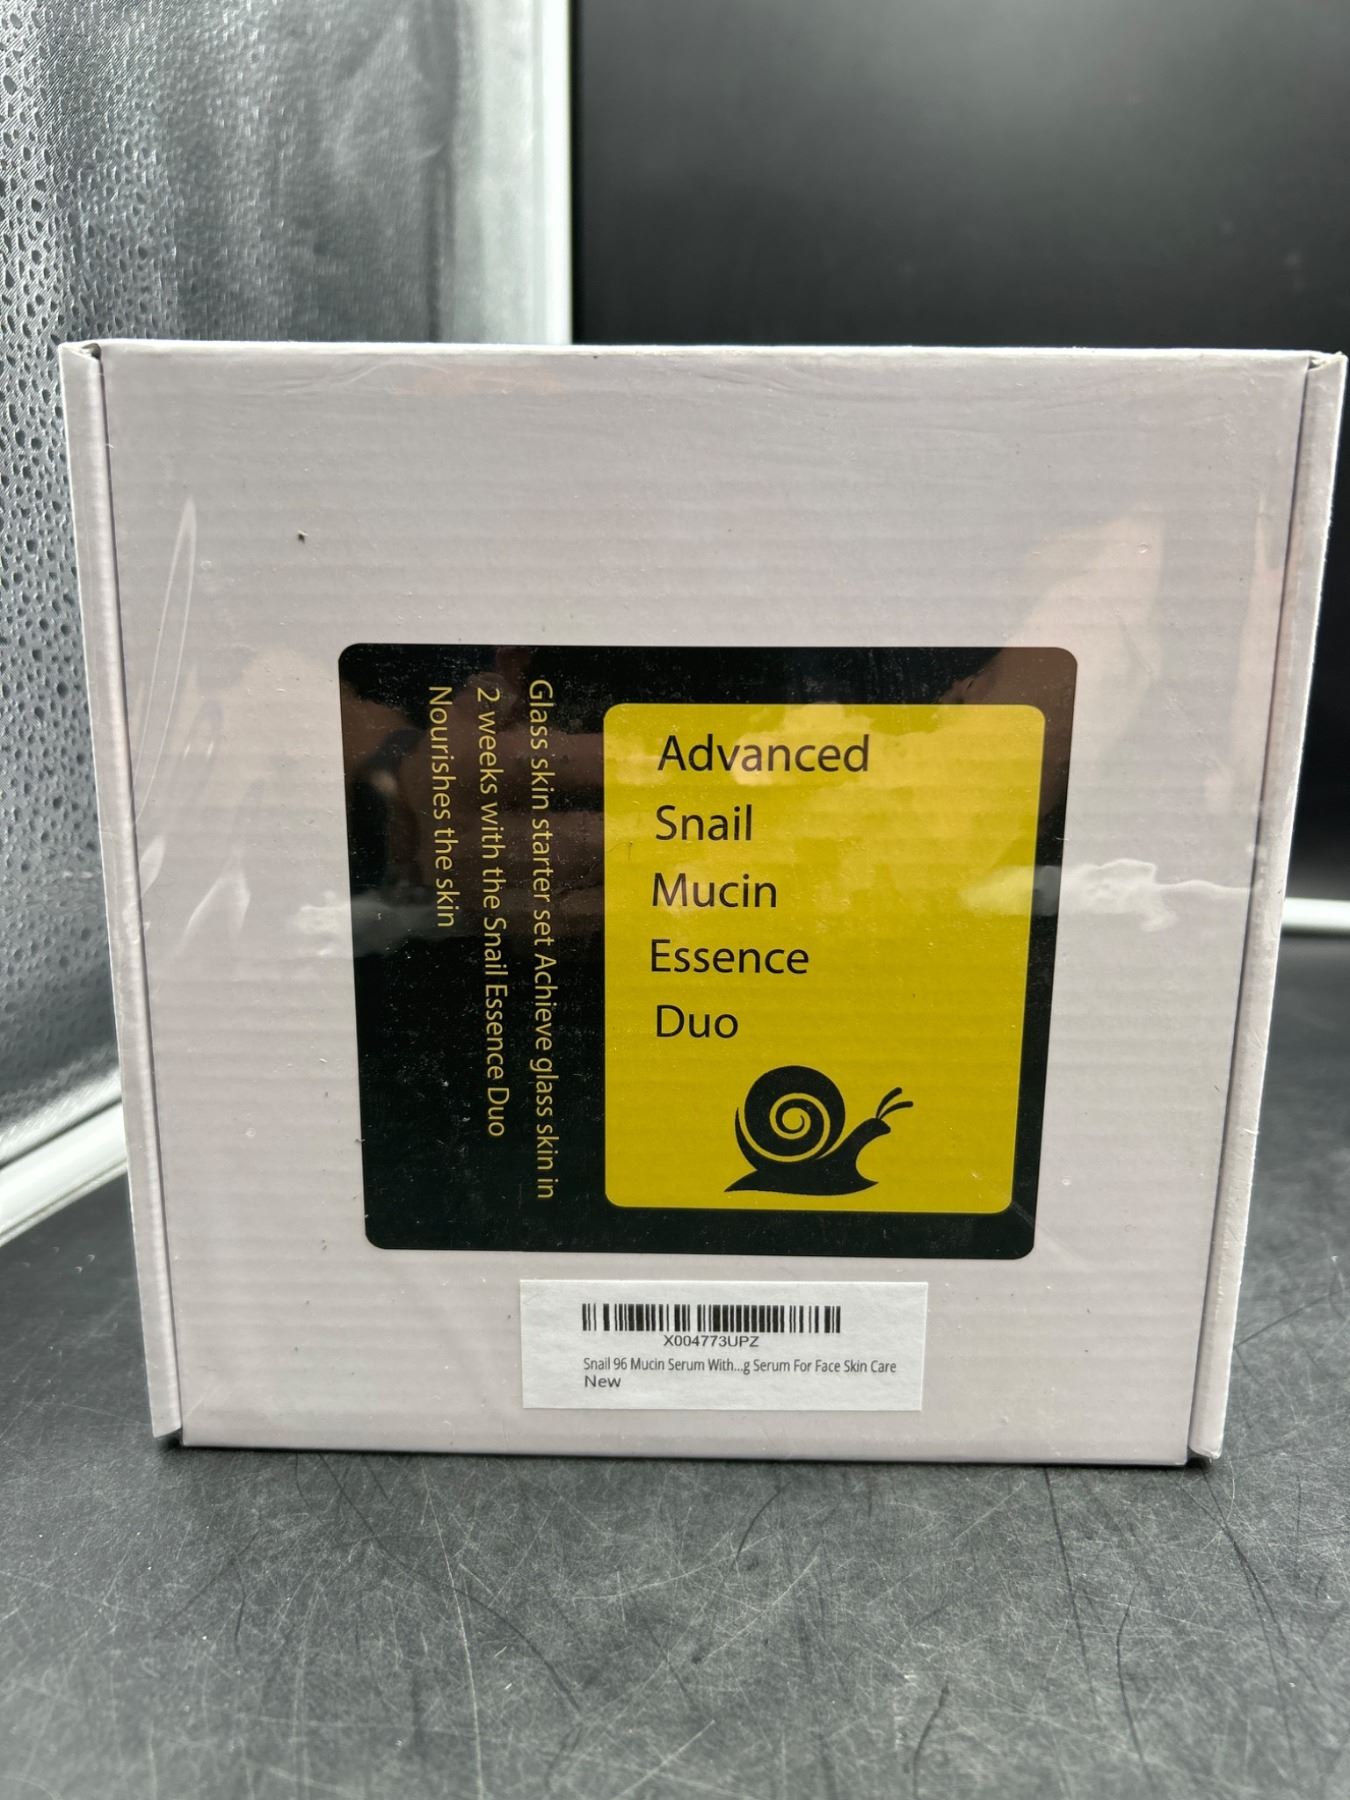 Advanced
Snail
Mucin
Essence
Duo
Glass skin starter set Achieve glass skin in
2 weeks with the Snail Essence Duo
Nourishes the skin
X004773UPZ
Snail 96 Mucin Serum With...g Serum For Face Skin Care
New